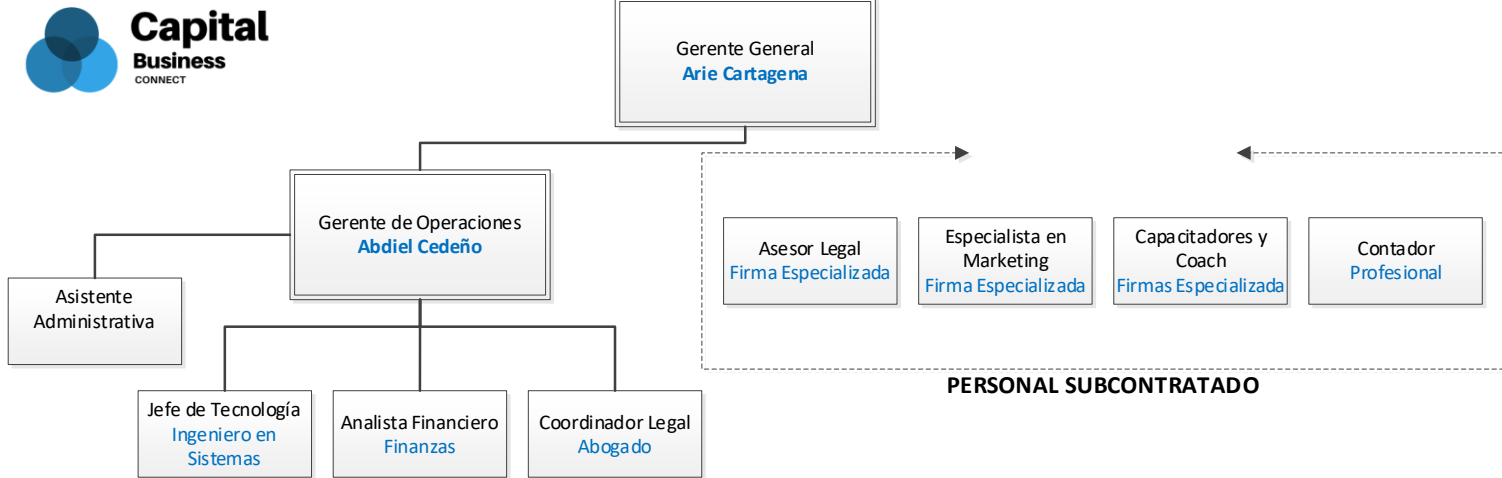 Capital
Business
CONNECT
Gerente General
Arie Cartagena
Gerente de Operaciones
Abdiel Cedeño
Asistente
Administrativa
Jefe de Tecnología
Ingeniero en
Sistemas
Analista Financiero
Finanzas
Coordinador Legal
Abogado
Asesor Legal
Firma Especializada
Especialista en
Marketing
Firma Especializada
Capacitadores y
Coach
Firmas Especializada
Contador
Profesional
PERSONAL SUBCONTRATADO